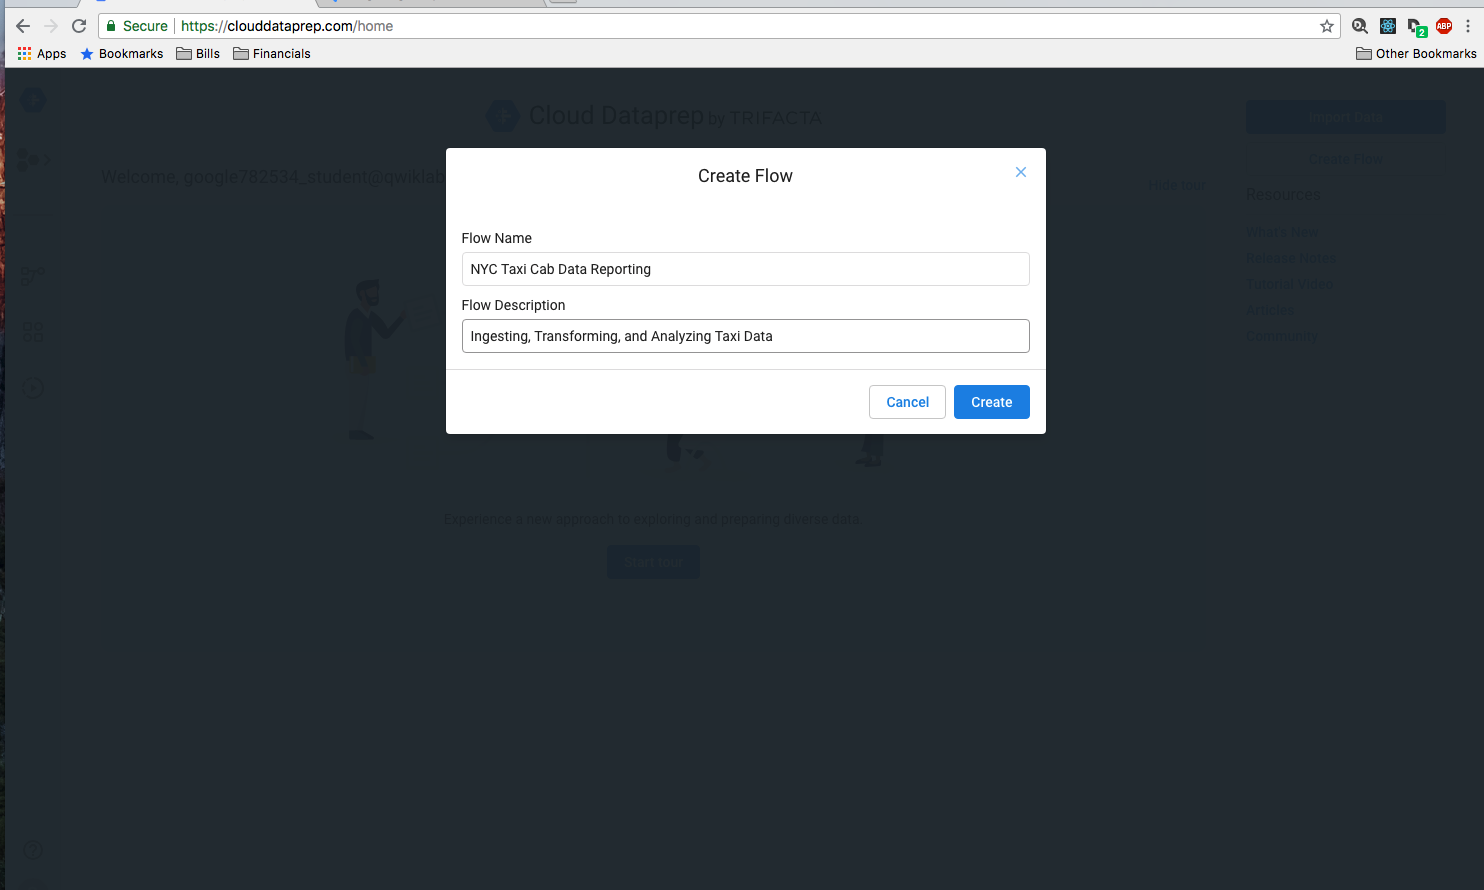 Secure https://clouddataprep.com/home
2
ABP
Apps Bookmarks Bills Financials Other Bookmarks
Cloud Dataprep by TRIFACTA
Import Data
Create Flow
Welcome, google782534_student@qwiklab
Hide tour
Resources
What's New
Release Notes
Tutorial Video
Articles
Community
Create Flow
Flow Name
NYC Taxi Cab Data Reporting
Flow Description
Ingesting, Transforming, and Analyzing Taxi Data
Cancel Create
Experience a new approach to exploring and preparing diverse data.
Start tour